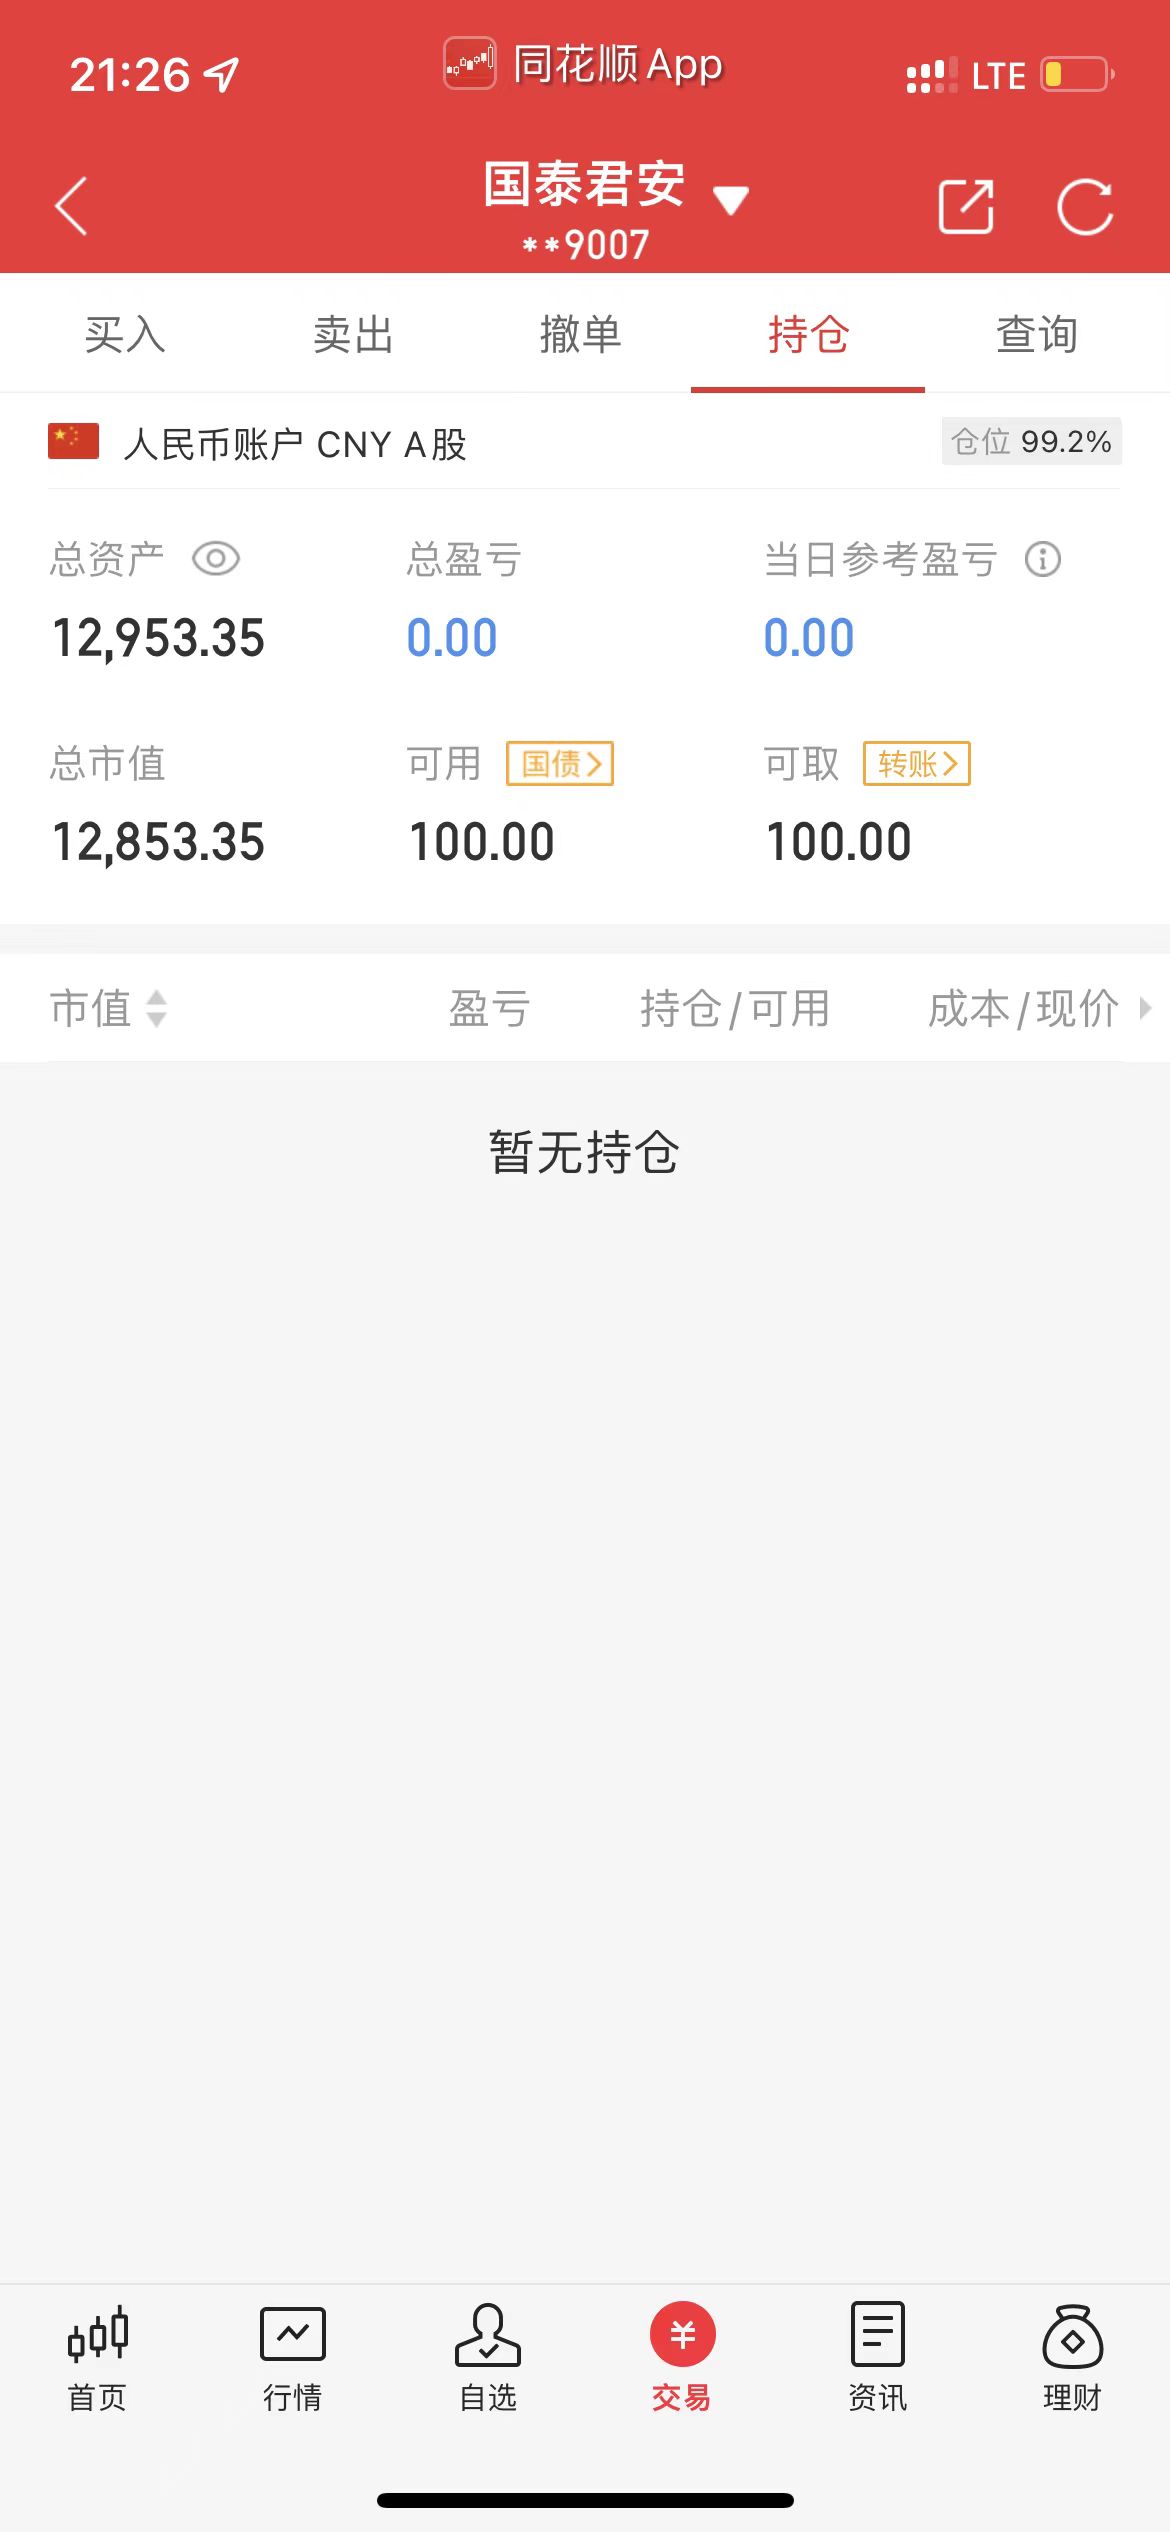 21:26
同花顺App
LTE
国泰君安
**9007
买入 卖出 撤单 持仓 查询
人民币账户 CNY A股
仓位 99.2%
总资产 总盈亏 当日参考盈亏
12,953.35 0.00 0.00
总市值 可用 国债 可取 转账
12,853.35 100.00 100.00
市值 盈亏 持仓/可用 成本/现价
暂无持仓
首页 行情 自选 交易 资讯 理财